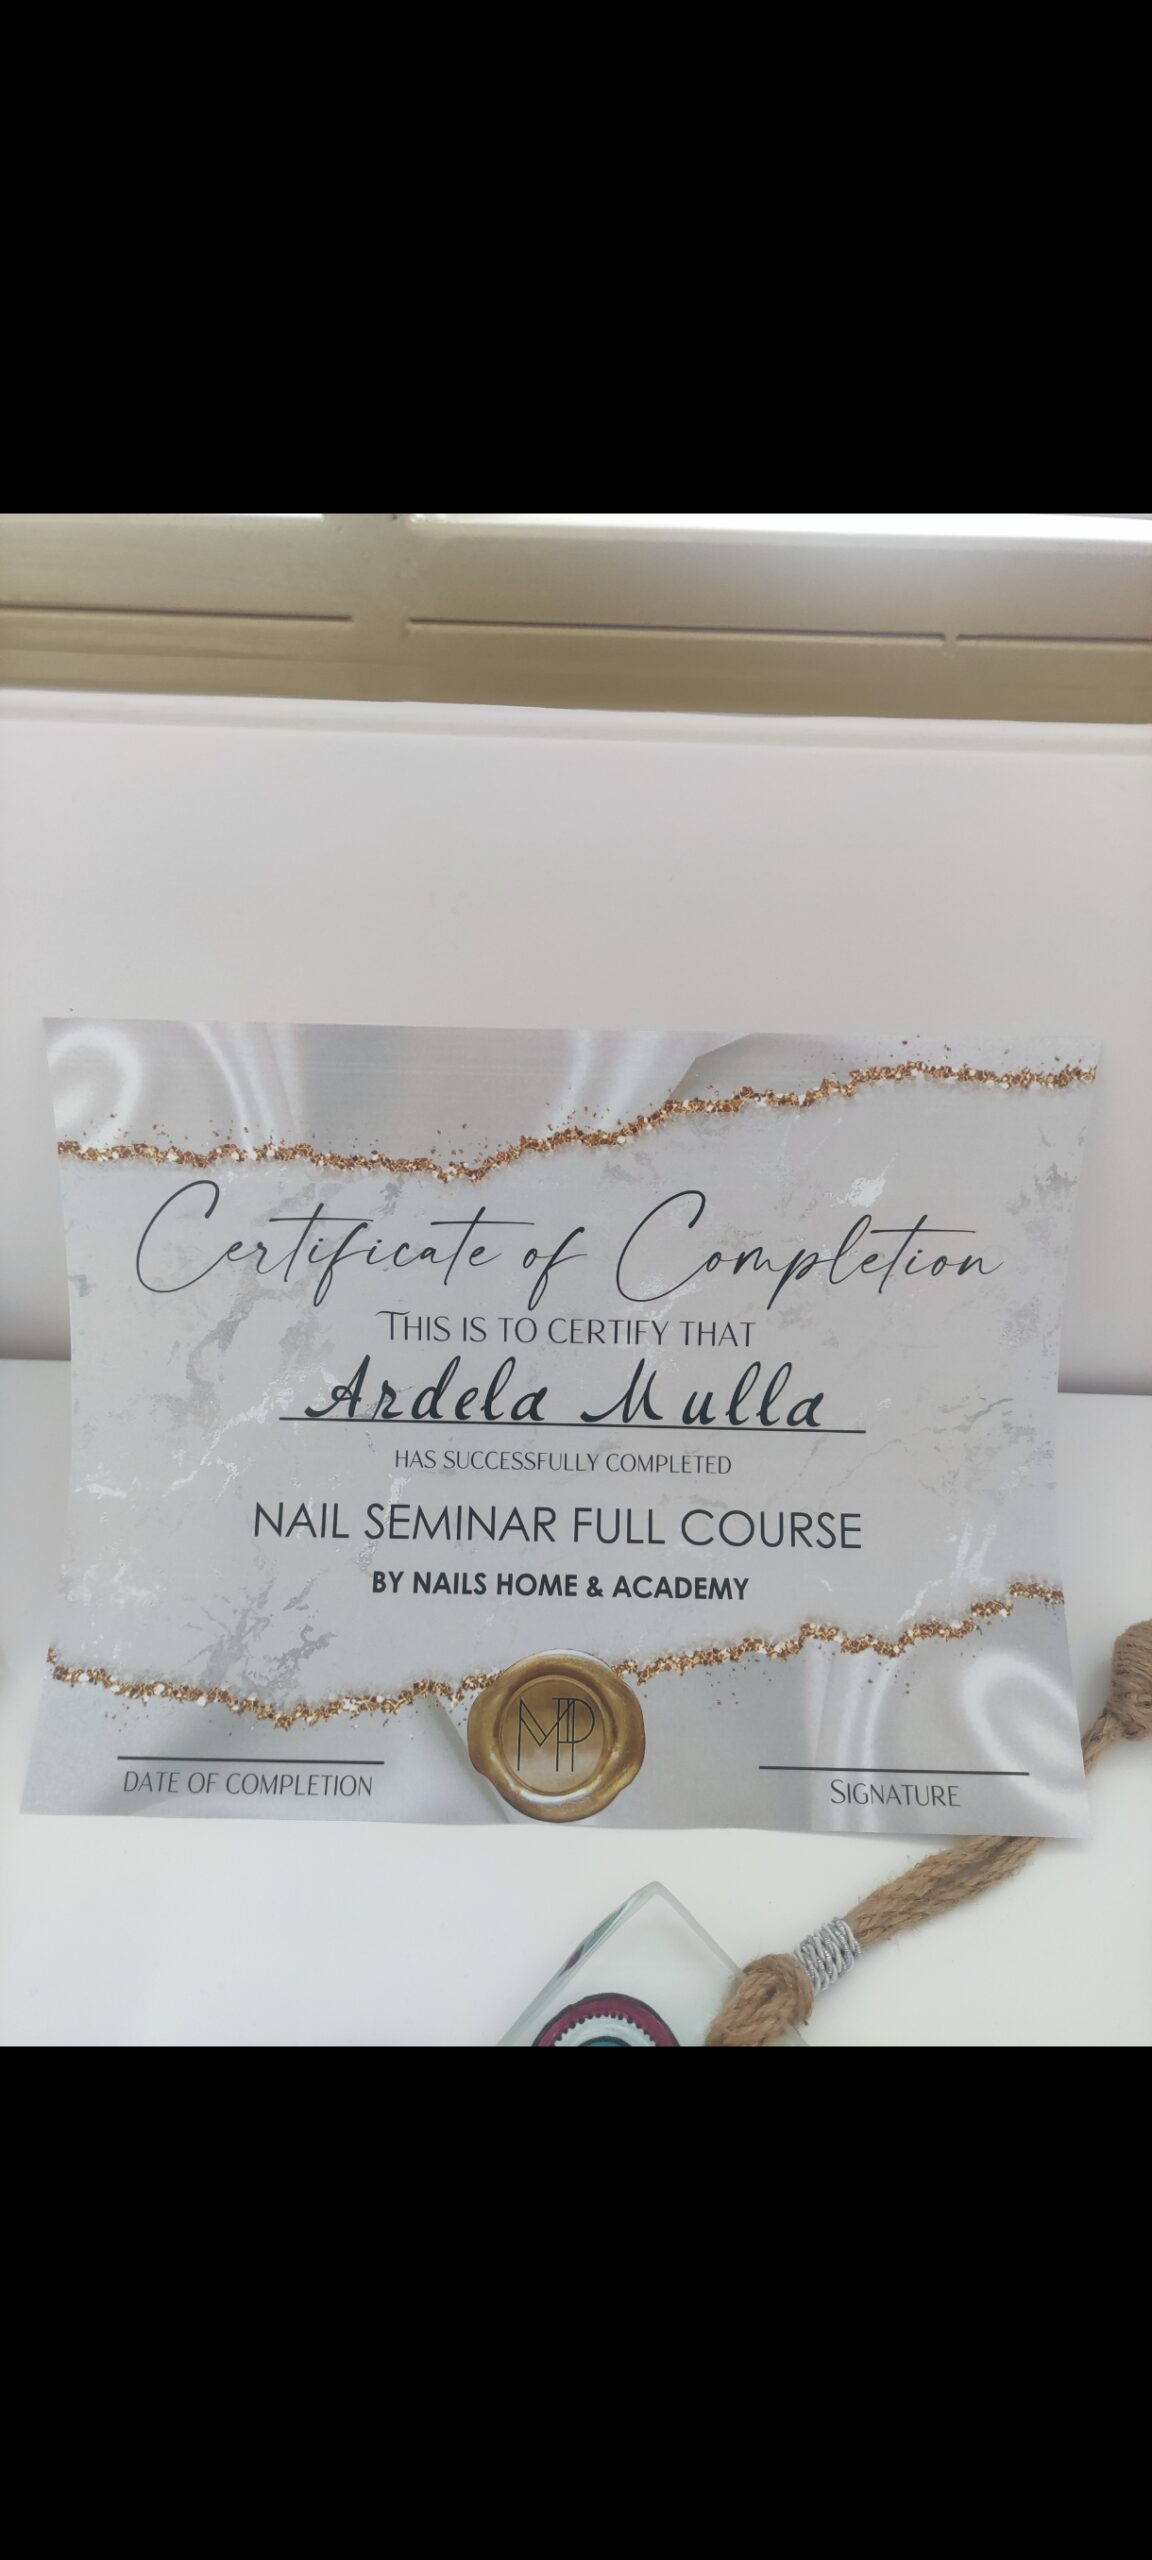 Certificate of Completion
THIS IS TO CERTIFY THAT
Ardela Mulla
HAS SUCCESSFULLY COMPLETED
NAIL SEMINAR FULL COURSE
BY NAILS HOME & ACADEMY
MP
DATE OF COMPLETION
SIGNATURE